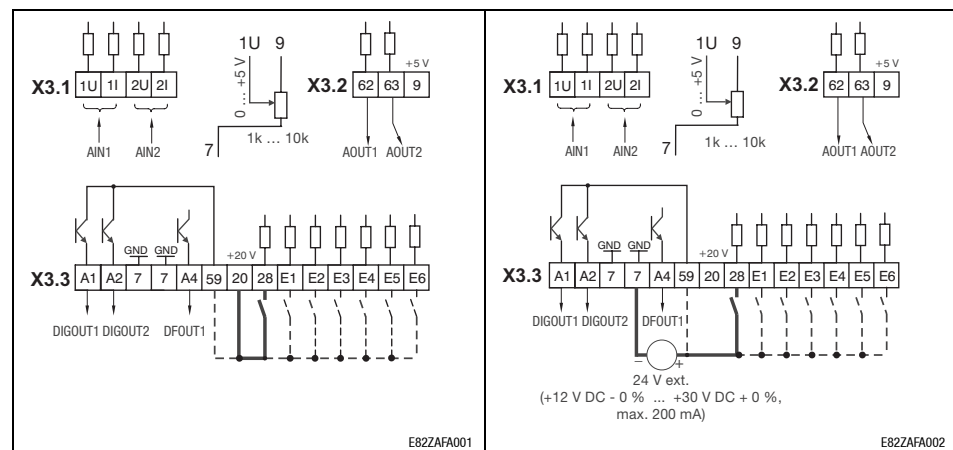 1U 9
+5 V
X3.1 1U 1I 2U 2I
0 ... +5 V
X3.2 62 63 9
1k ... 10k
7
AIN1 AIN2
AOUT1 AOUT2
GND GND
+20 V
X3.3 A1 A2 7 7 A4 59 20 28 E1 E2 E3 E4 E5 E6
DIGOUT1 DIGOUT2 DFOUT1
E82ZAFA001
1U 9
+5 V
X3.1 1U 1I 2U 2I
0 ... +5 V
X3.2 62 63 9
1k ... 10k
7
AIN1 AIN2
AOUT1 AOUT2
GND GND
+20 V
X3.3 A1 A2 7 7 A4 59 20 28 E1 E2 E3 E4 E5 E6
DIGOUT1 DIGOUT2 DFOUT1
– +
24 V ext.
(+12 V DC - 0 % ... +30 V DC + 0 %,
max. 200 mA)
E82ZAFA002